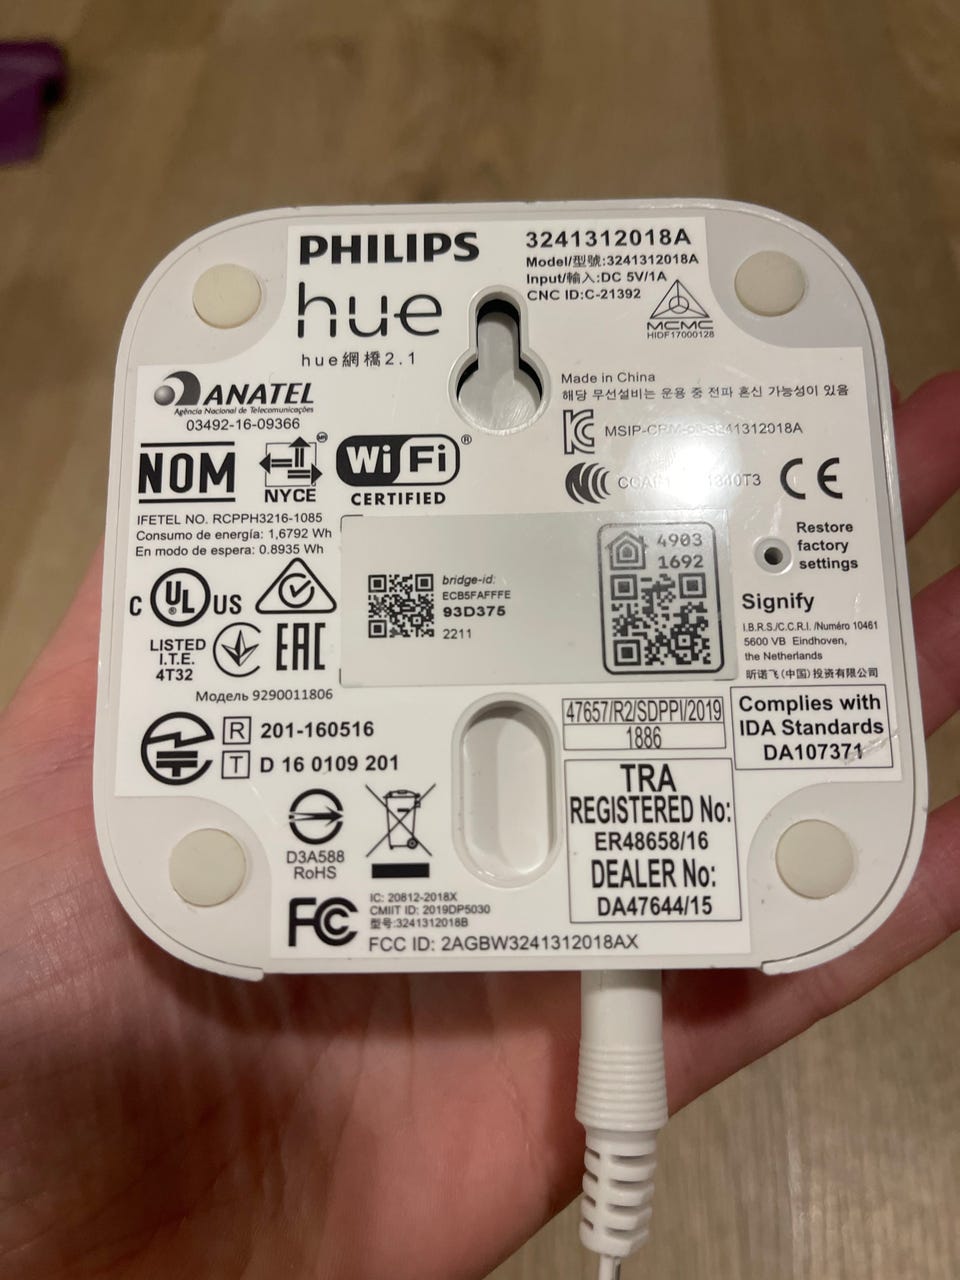 PHILIPS
hue
hue網橋2.1
3241312018A
Model/型號:3241312018A
Input/輸入:DC 5V/1A
CNC ID:C-21392
MCMC
HIDF17000128
ANATEL
Agência Nacional de Telecomunicações
03492-16-09366
Made in China
해당 무선설비는 운용 중 전파 혼신 가능성이 있음
MSIP-CRM- -3241312018A
NOM
NYCE
WiFi®
CERTIFIED
CE
IFETEL NO. RCPPH3216-1085
Consumo de energía: 1,6792 Wh
En modo de espera: 0.8935 Wh
4903
1692
Restore
factory
settings
bridge-id:
ECB5FAFFFE
93D375
2211
C UL® US
LISTED
I.T.E.
4T32
EAC
Signify
I.B.R.S./C.C.R.I. /Numéro 10461
5600 VB Eindhoven,
the Netherlands
昕诺飞(中国)投资有限公司
Модель 9290011806
R 201-160516
T D 16 0109 201
47657/R2/SDPPI/2019
1886
Complies with
IDA Standards
DA107371
TRA
REGISTERED No:
ER48658/16
DEALER No:
DA47644/15
D3A588
RoHS
FCC
IC: 20812-2018X
CMIIT ID: 2019DP5030
型号:3241312018B
FCC ID: 2AGBW3241312018AX